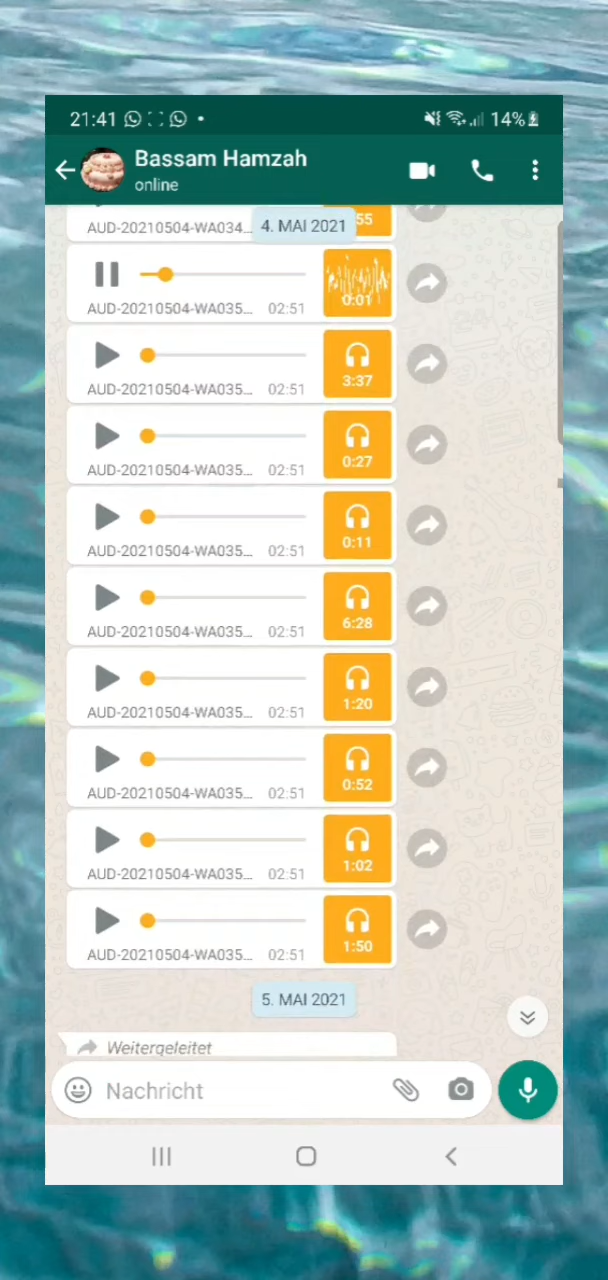 21:41 14%
Bassam Hamzah
online
4. MAI 2021
AUD-20210504-WA034... 55
0:01
AUD-20210504-WA035... 02:51
3:37
AUD-20210504-WA035... 02:51
0:27
AUD-20210504-WA035... 02:51
0:11
AUD-20210504-WA035... 02:51
6:28
AUD-20210504-WA035... 02:51
1:20
AUD-20210504-WA035... 02:51
0:52
AUD-20210504-WA035... 02:51
1:02
AUD-20210504-WA035... 02:51
1:50
AUD-20210504-WA035... 02:51
5. MAI 2021
Weitergeleitet
Nachricht